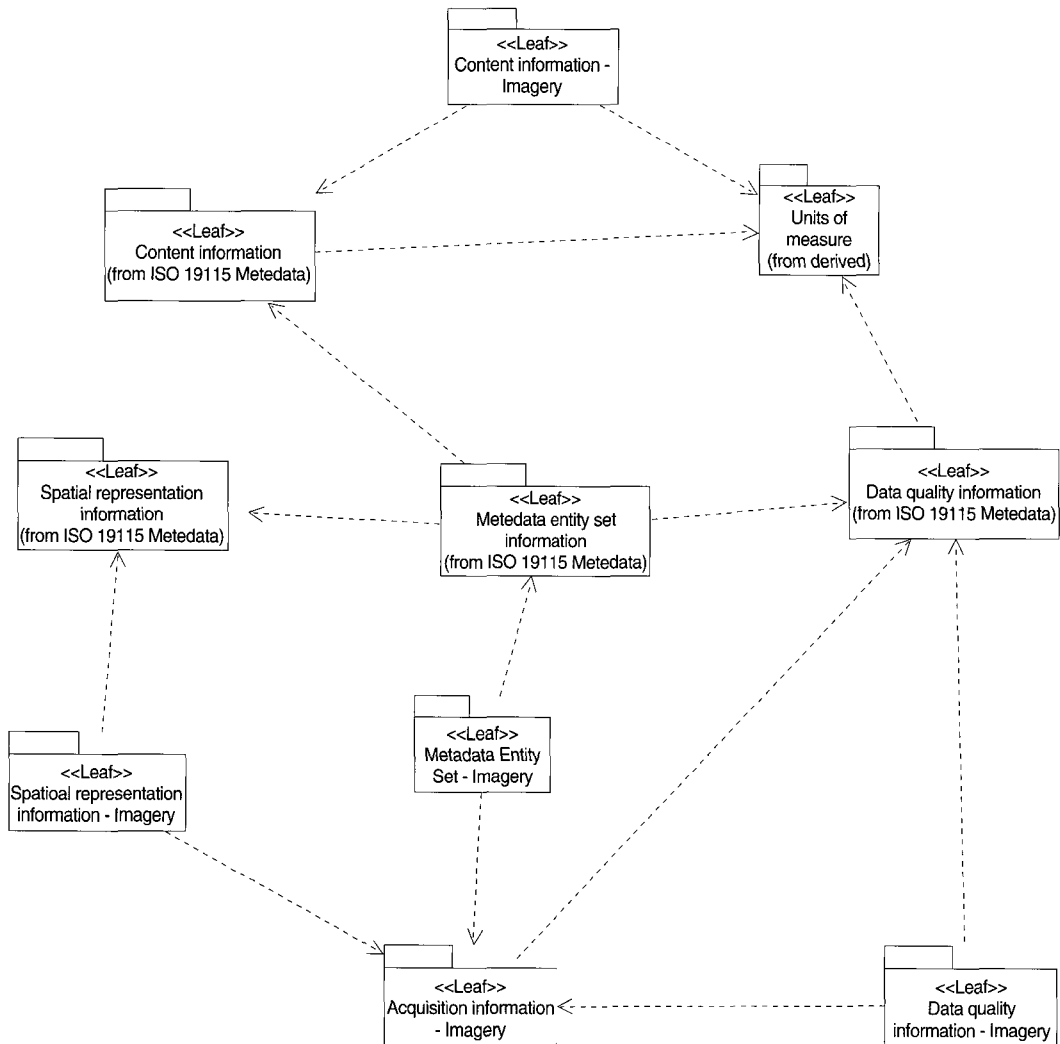 <<Leaf>>
Content information -
Imagery
<<Leaf>>
Units of
measure
(from derived)
<<Leaf>>
Content information
(from ISO 19115 Metedata)
<<Leaf>>
Spatial representation
information
(from ISO 19115 Metedata)
<<Leaf>>
Metedata entity set
information
(from ISO 19115 Metedata)
<<Leaf>>
Data quality information
(from ISO 19115 Metedata)
<<Leaf>>
Spatioal representation
information - Imagery
<<Leaf>>
Metadata Entity
Set - Imagery
<<Leaf>>
Acquisition information
- Imagery
<<Leaf>>
Data quality
information - Imagery